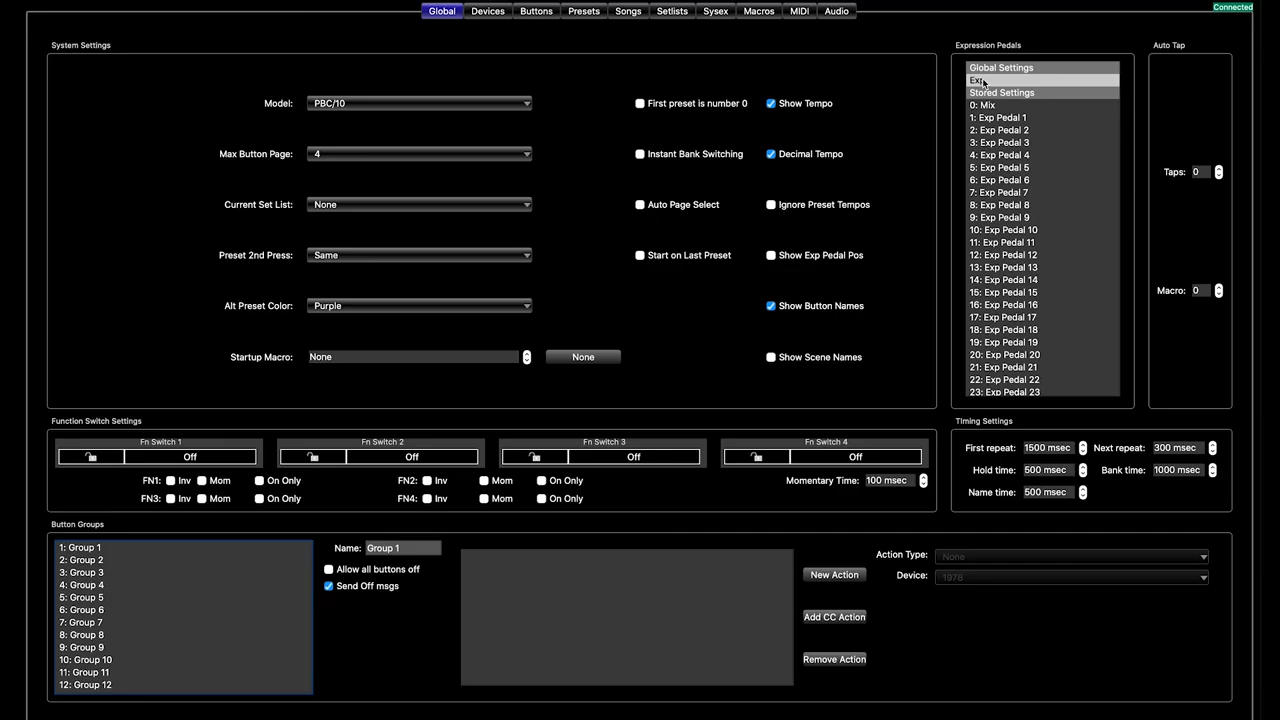 Global Devices Buttons Presets Songs Setlists Sysex Macros MIDI Audio Connected
System Settings
Model: PBC/10
First preset is number 0
Show Tempo
Max Button Page: 4
Instant Bank Switching
Decimal Tempo
Current Set List: None
Auto Page Select
Ignore Preset Tempos
Preset 2nd Press: Same
Start on Last Preset
Show Exp Pedal Pos
Alt Preset Color: Purple
Show Button Names
Startup Macro: None None
Show Scene Names
Expression Pedals
Global Settings
Stored Settings
0: Mix
1: Exp Pedal 1
2: Exp Pedal 2
3: Exp Pedal 3
4: Exp Pedal 4
5: Exp Pedal 5
6: Exp Pedal 6
7: Exp Pedal 7
8: Exp Pedal 8
9: Exp Pedal 9
10: Exp Pedal 10
11: Exp Pedal 11
12: Exp Pedal 12
13: Exp Pedal 13
14: Exp Pedal 14
15: Exp Pedal 15
16: Exp Pedal 16
17: Exp Pedal 17
18: Exp Pedal 18
19: Exp Pedal 19
20: Exp Pedal 20
21: Exp Pedal 21
22: Exp Pedal 22
23: Exp Pedal 23
Auto Tap
Taps: 0
Macro: 0
Function Switch Settings
Fn Switch 1 Fn Switch 2 Fn Switch 3 Fn Switch 4
Off Off Off Off
FN1: Inv Mom On Only FN2: Inv Mom On Only Momentary Time: 100 msec
FN3: Inv Mom On Only FN4: Inv Mom On Only
Timing Settings
First repeat: 1500 msec Next repeat: 300 msec
Hold time: 500 msec Bank time: 1000 msec
Name time: 500 msec
Button Groups
1: Group 1
2: Group 2
3: Group 3
4: Group 4
5: Group 5
6: Group 6
7: Group 7
8: Group 8
9: Group 9
10: Group 10
11: Group 11
12: Group 12
Name: Group 1
Allow all buttons off
Send Off msgs
New Action
Add CC Action
Remove Action
Action Type: None
Device: 1978